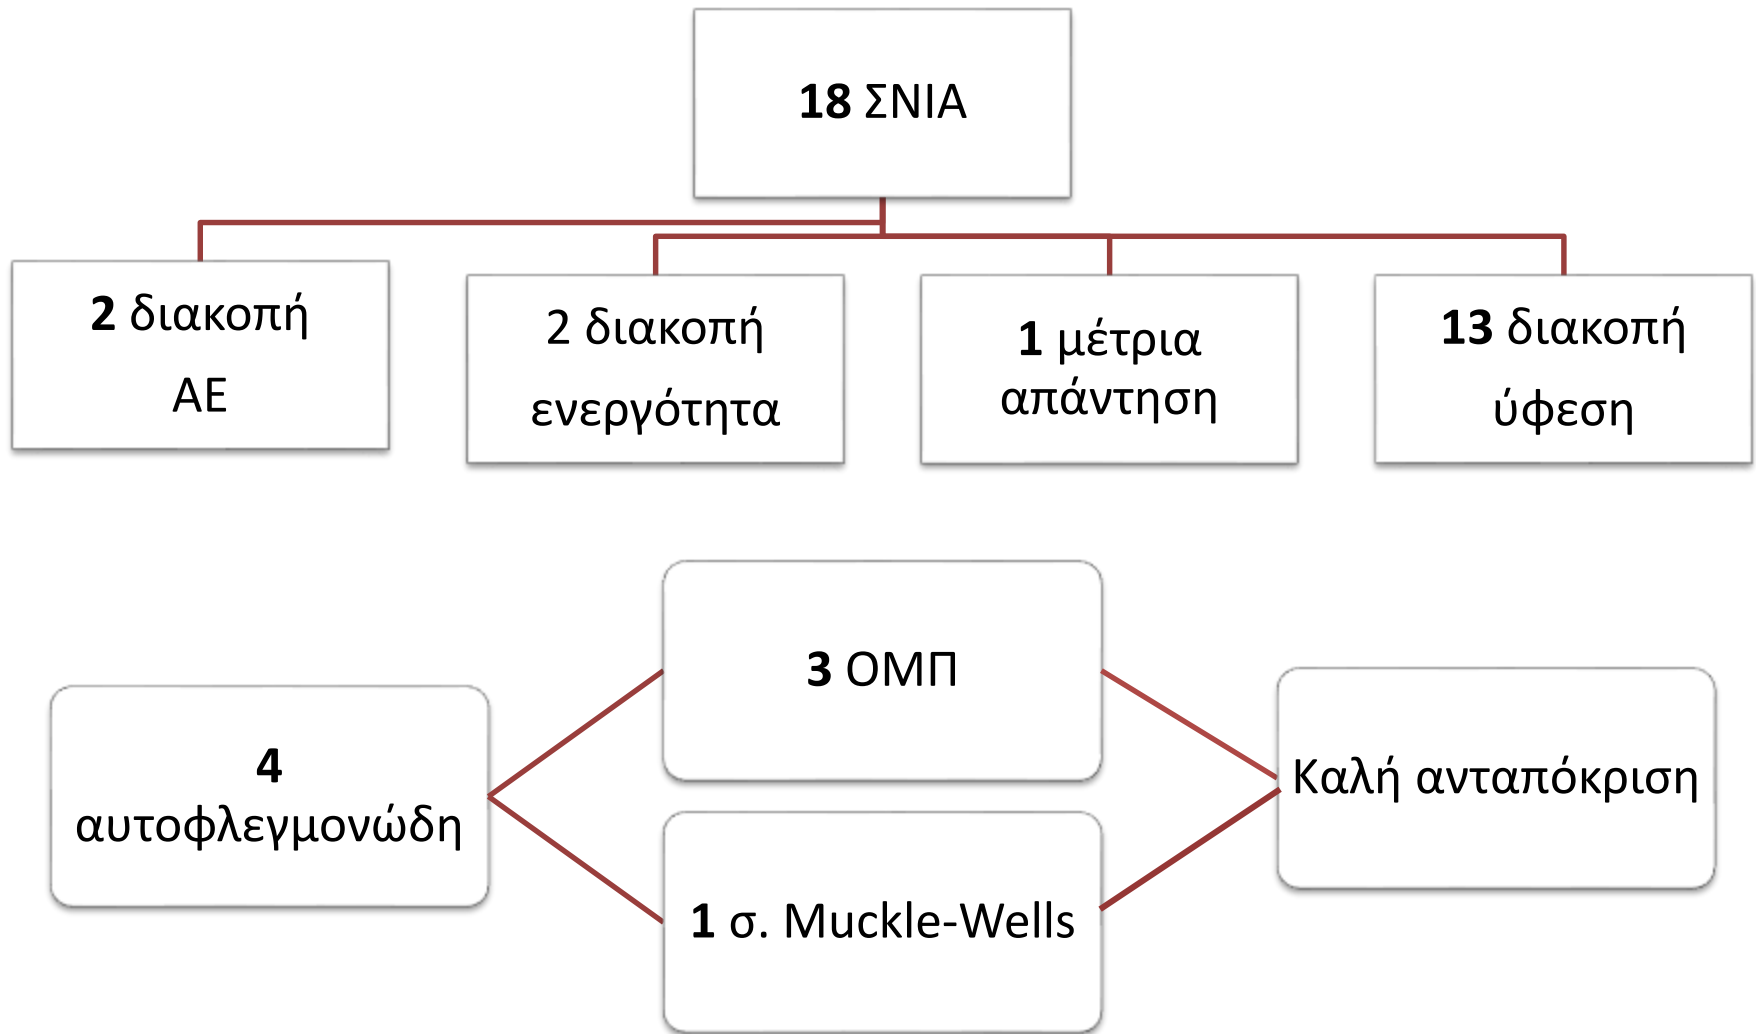 18 ΣΝΙΑ
2 διακοπή
ΑΕ
2 διακοπή
ενεργότητα
1 μέτρια
απάντηση
13 διακοπή
ύφεση
3 ΟΜΠ
4
αυτοφλεγμονώδη
Καλή ανταπόκριση
1 σ. Muckle-Wells